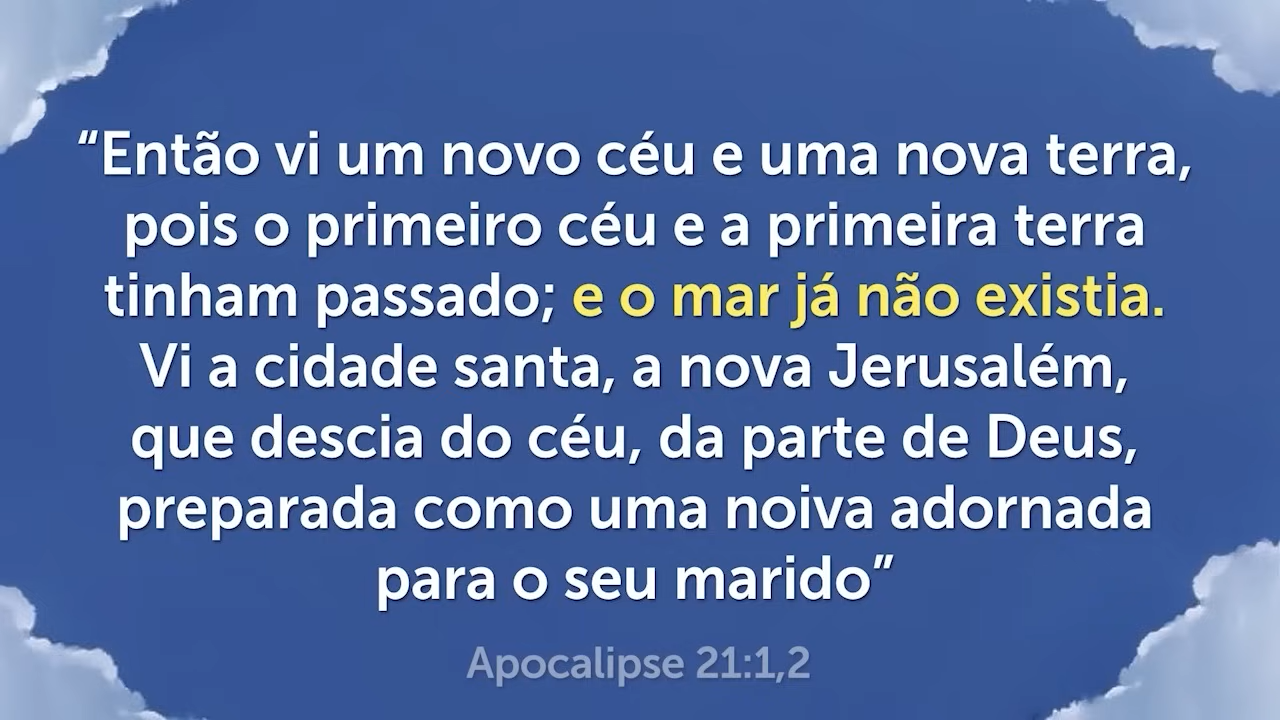 “Então vi um novo céu e uma nova terra,
pois o primeiro céu e a primeira terra
tinham passado; e o mar já não existia.
Vi a cidade santa, a nova Jerusalém,
que descia do céu, da parte de Deus,
preparada como uma noiva adornada
para o seu marido”
Apocalipse 21:1,2